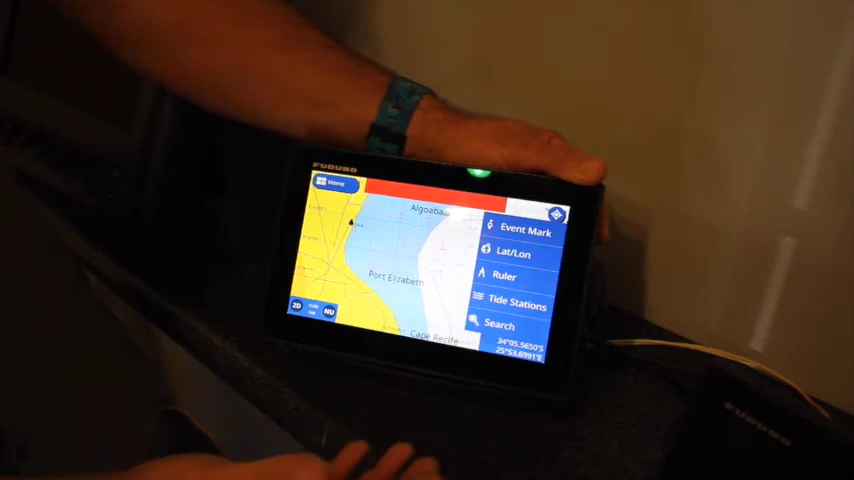 FURUNO
Home
Algoabaai
Event Mark
Lat/Lon
Port Elizabeth
Ruler
Tide Stations
2D
NU
Search
Cape Recife
34°05.5650'S
25°53.6991'E
FURUNO